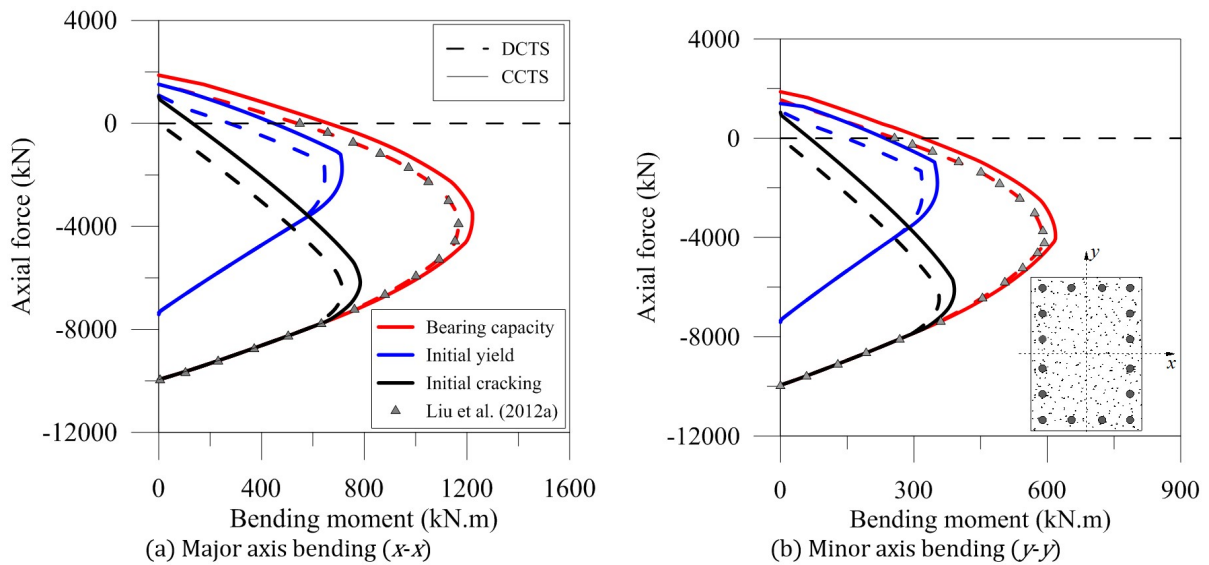 4000
0
-4000
-8000
-12000
Axial force (kN)
DCTS
CCTS
Bearing capacity
Initial yield
Initial cracking
Liu et al. (2012a)
0 400 800 1200 1600
Bending moment (kN.m)
(a) Major axis bending (x-x)
4000
0
-4000
-8000
-12000
Axial force (kN)
y
x
0 300 600 900
Bending moment (kN.m)
(b) Minor axis bending (y-y)